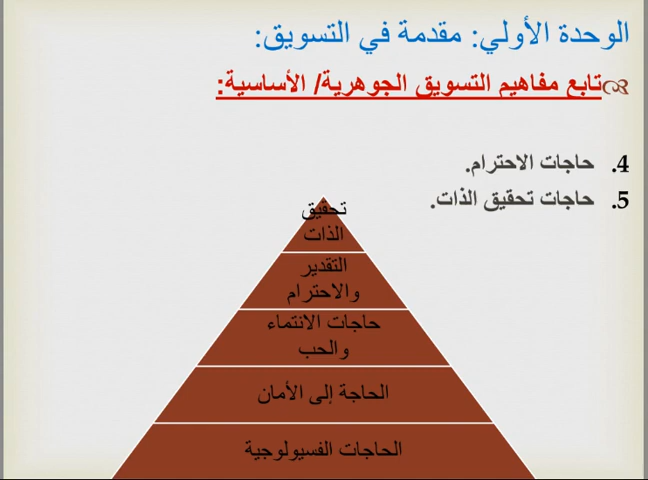 الوحدة الأولي: مقدمة في التسويق:
تابع مفاهيم التسويق الجوهرية/ الأساسية:
4. حاجات الاحترام.
5. حاجات تحقيق الذات.
تحقيق
الذات
التقدير
والاحترام
حاجات الانتماء
والحب
الحاجة إلى الأمان
الحاجات الفسيولوجية